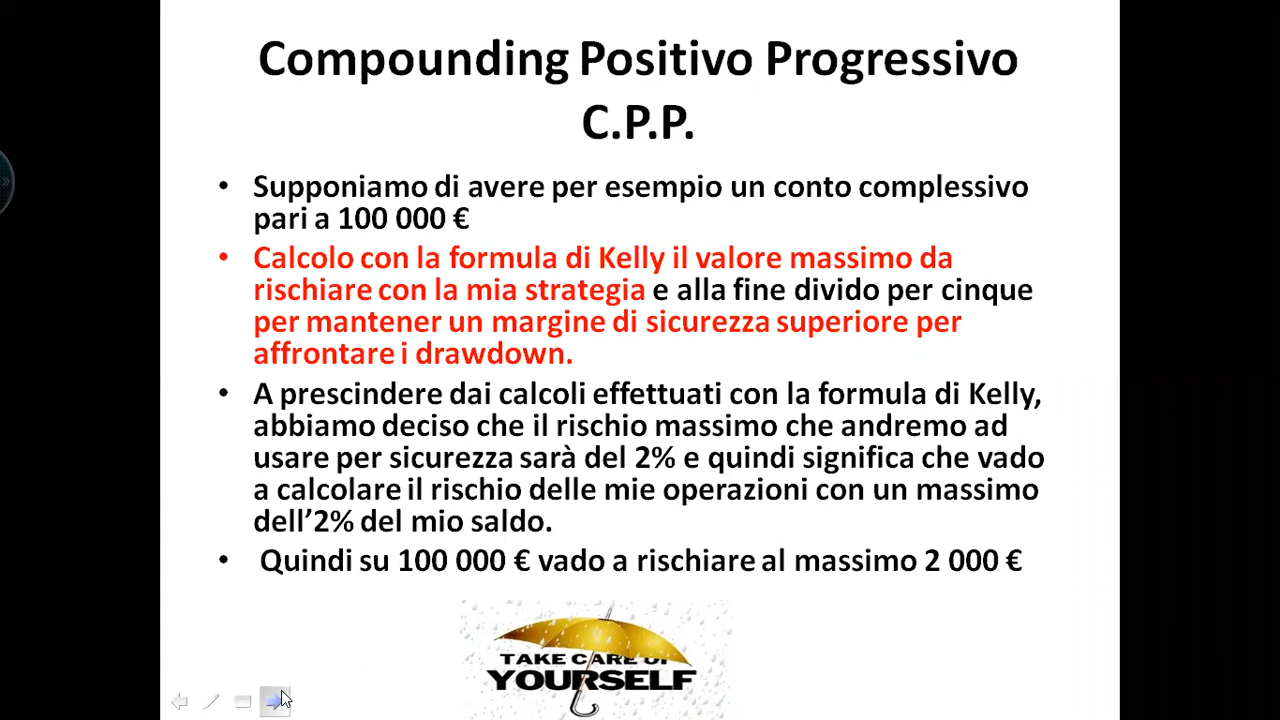 Compounding Positivo Progressivo
C.P.P.
• Supponiamo di avere per esempio un conto complessivo
pari a 100 000 €
• Calcolo con la formula di Kelly il valore massimo da
rischiare con la mia strategia e alla fine divido per cinque
per mantener un margine di sicurezza superiore per
affrontare i drawdown.
• A prescindere dai calcoli effettuati con la formula di Kelly,
abbiamo deciso che il rischio massimo che andremo ad
usare per sicurezza sarà del 2% e quindi significa che vado
a calcolare il rischio delle mie operazioni con un massimo
dell’2% del mio saldo.
• Quindi su 100 000 € vado a rischiare al massimo 2 000 €
TAKE CARE OF
YOURSELF